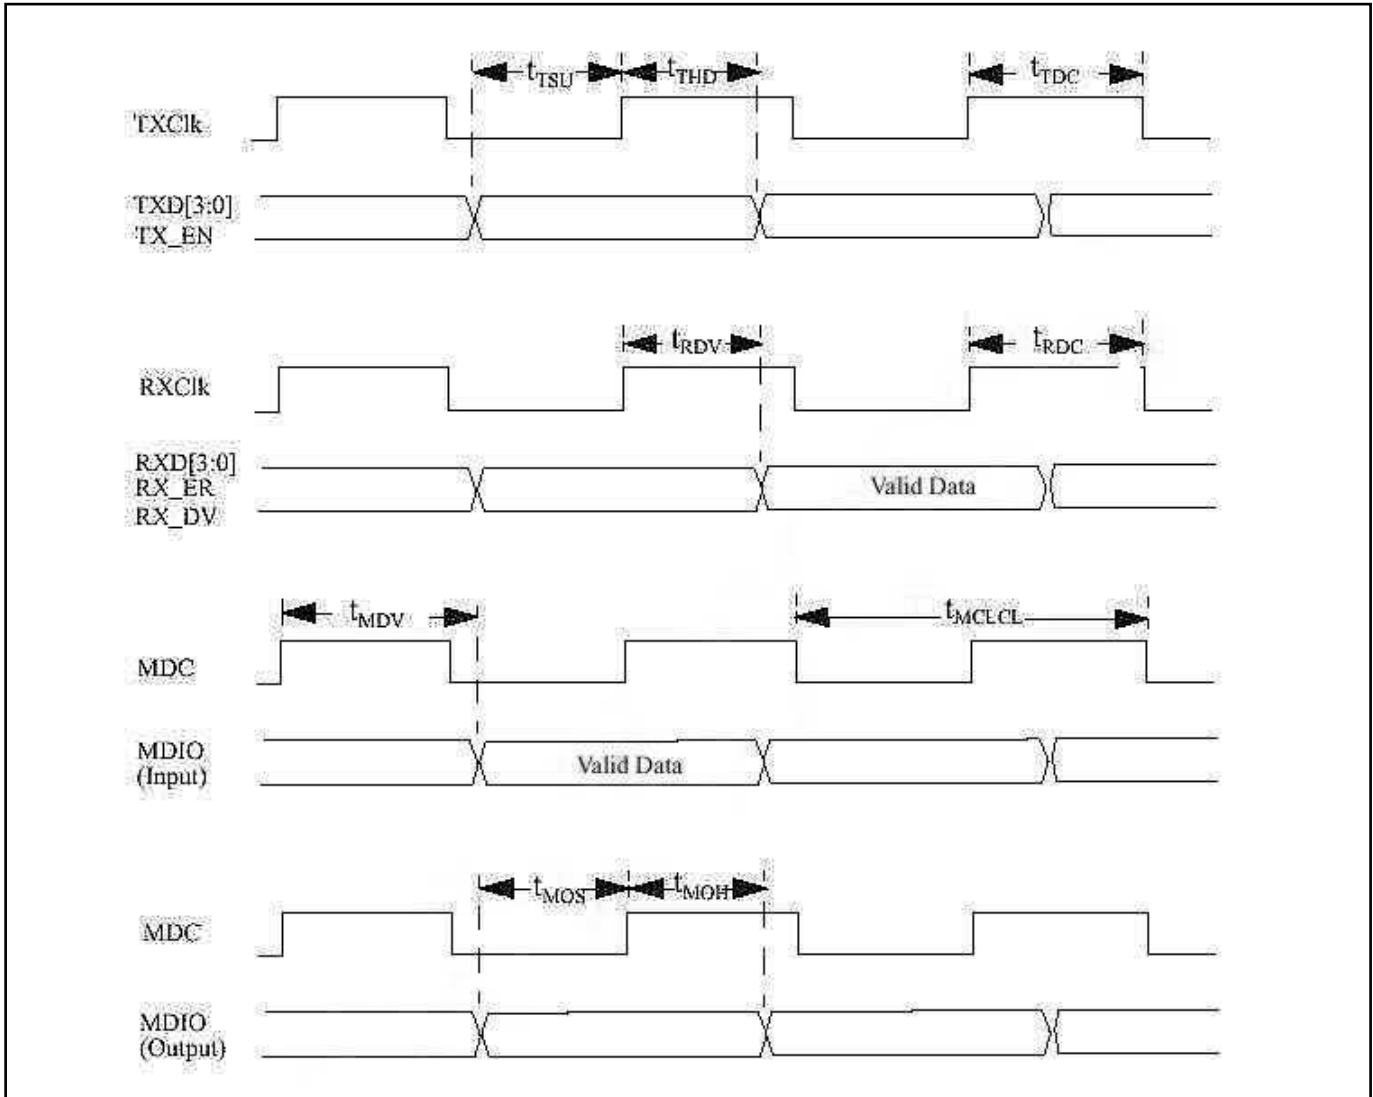 tTSU tTHD tTDC
TXClk
TXD[3:0]
TX_EN
tRDV tRDC
RXClk
RXD[3:0]
RX_ER Valid Data
RX_DV
tMDV tMCLCL
MDC
MDIO
(Input) Valid Data
tMOS tMOH
MDC
MDIO
(Output)